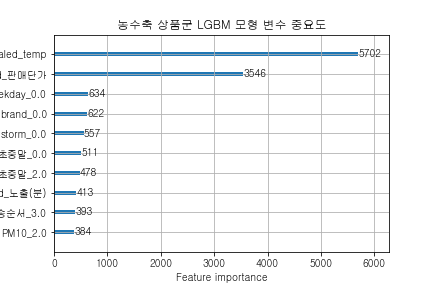 농수축 상품군 LGBM 모형 변수 중요도
aled_temp 5702
d_판매단가 3546
ekday_0.0 634
brand_0.0 622
storm_0.0 557
초중말_0.0 511
초중말_2.0 478
d_노출(분) 413
송순서_3.0 393
PM10_2.0 384
0 1000 2000 3000 4000 5000 6000
Feature importance